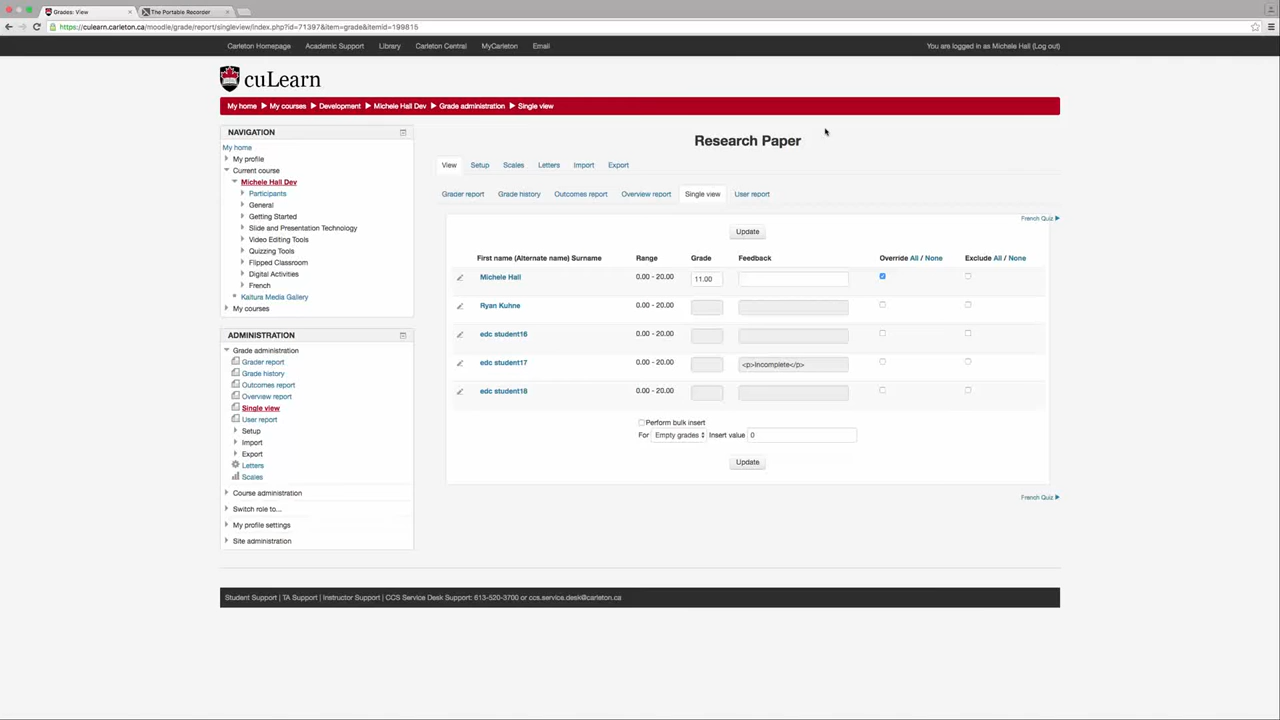 Grades: View
The Portable Recorder
https://culearn.carleton.ca/moodle/grade/report/singleview/index.php?id=71397&item=grade&itemid=199815
Carleton Homepage Academic Support Library Carleton Central MyCarleton Email You are logged in as Michele Hall (Log out)
cuLearn
My home ▶ My courses ▶ Development ▶ Michele Hall Dev ▶ Grade administration ▶ Single view
NAVIGATION
My home
My profile
Current course
Michele Hall Dev
Participants
General
Getting Started
Slide and Presentation Technology
Video Editing Tools
Quizzing Tools
Flipped Classroom
Digital Activities
French
Kaltura Media Gallery
My courses
ADMINISTRATION
Grade administration
Grader report
Grade history
Outcomes report
Overview report
Single view
User report
Setup
Import
Export
Letters
Scales
Course administration
Switch role to...
My profile settings
Site administration
Research Paper
View Setup Scales Letters Import Export
Grader report Grade history Outcomes report Overview report Single view User report
French Quiz ▶
Update
First name (Alternate name) Surname Range Grade Feedback Override All / None Exclude All / None
Michele Hall 0.00 - 20.00 11.00
Ryan Kuhne 0.00 - 20.00
edc student16 0.00 - 20.00
edc student17 0.00 - 20.00 <p>Incomplete</p>
edc student18 0.00 - 20.00
Perform bulk insert
For Empty grades Insert value 0
Update
French Quiz ▶
Student Support | TA Support | Instructor Support | CCS Service Desk Support: 613-520-3700 or ccs.service.desk@carleton.ca